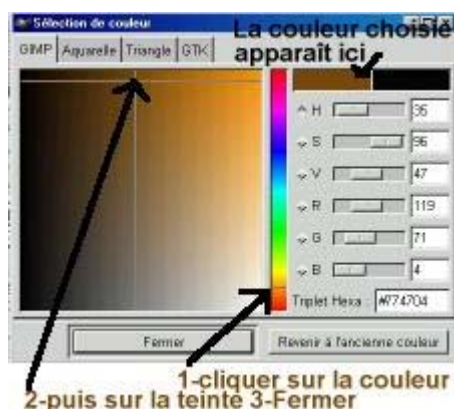 Sélection de couleur
La couleur choisie
apparaît ici
GIMP Aquarelle Triangle GTK
H 35
S 96
V 47
R 119
G 71
B 4
Triplet Hexa #774704
Fermer Revenir à l'ancienne couleur
1-cliquer sur la couleur
2-puis sur la teinte 3-Fermer